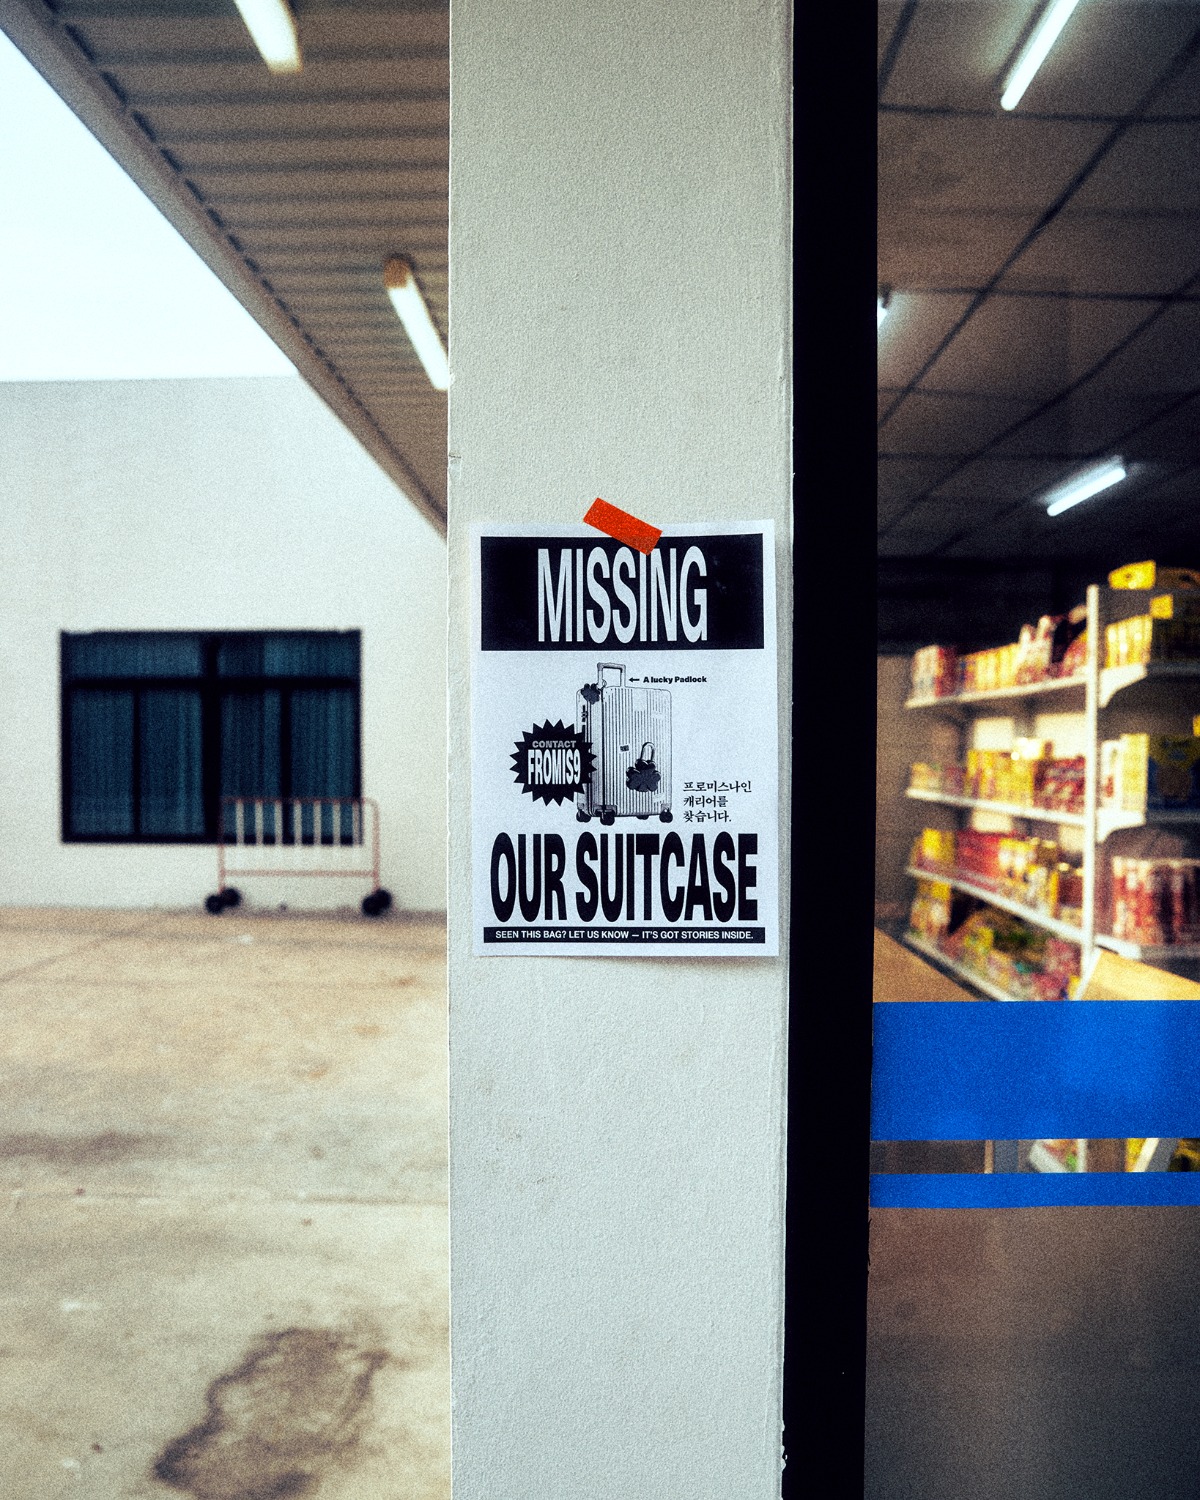 MISSING
← A lucky Padlock
CONTACT
FROMIS9
프로미스나인
캐리어를
찾습니다.
OUR SUITCASE
SEEN THIS BAG? LET US KNOW — IT'S GOT STORIES INSIDE.